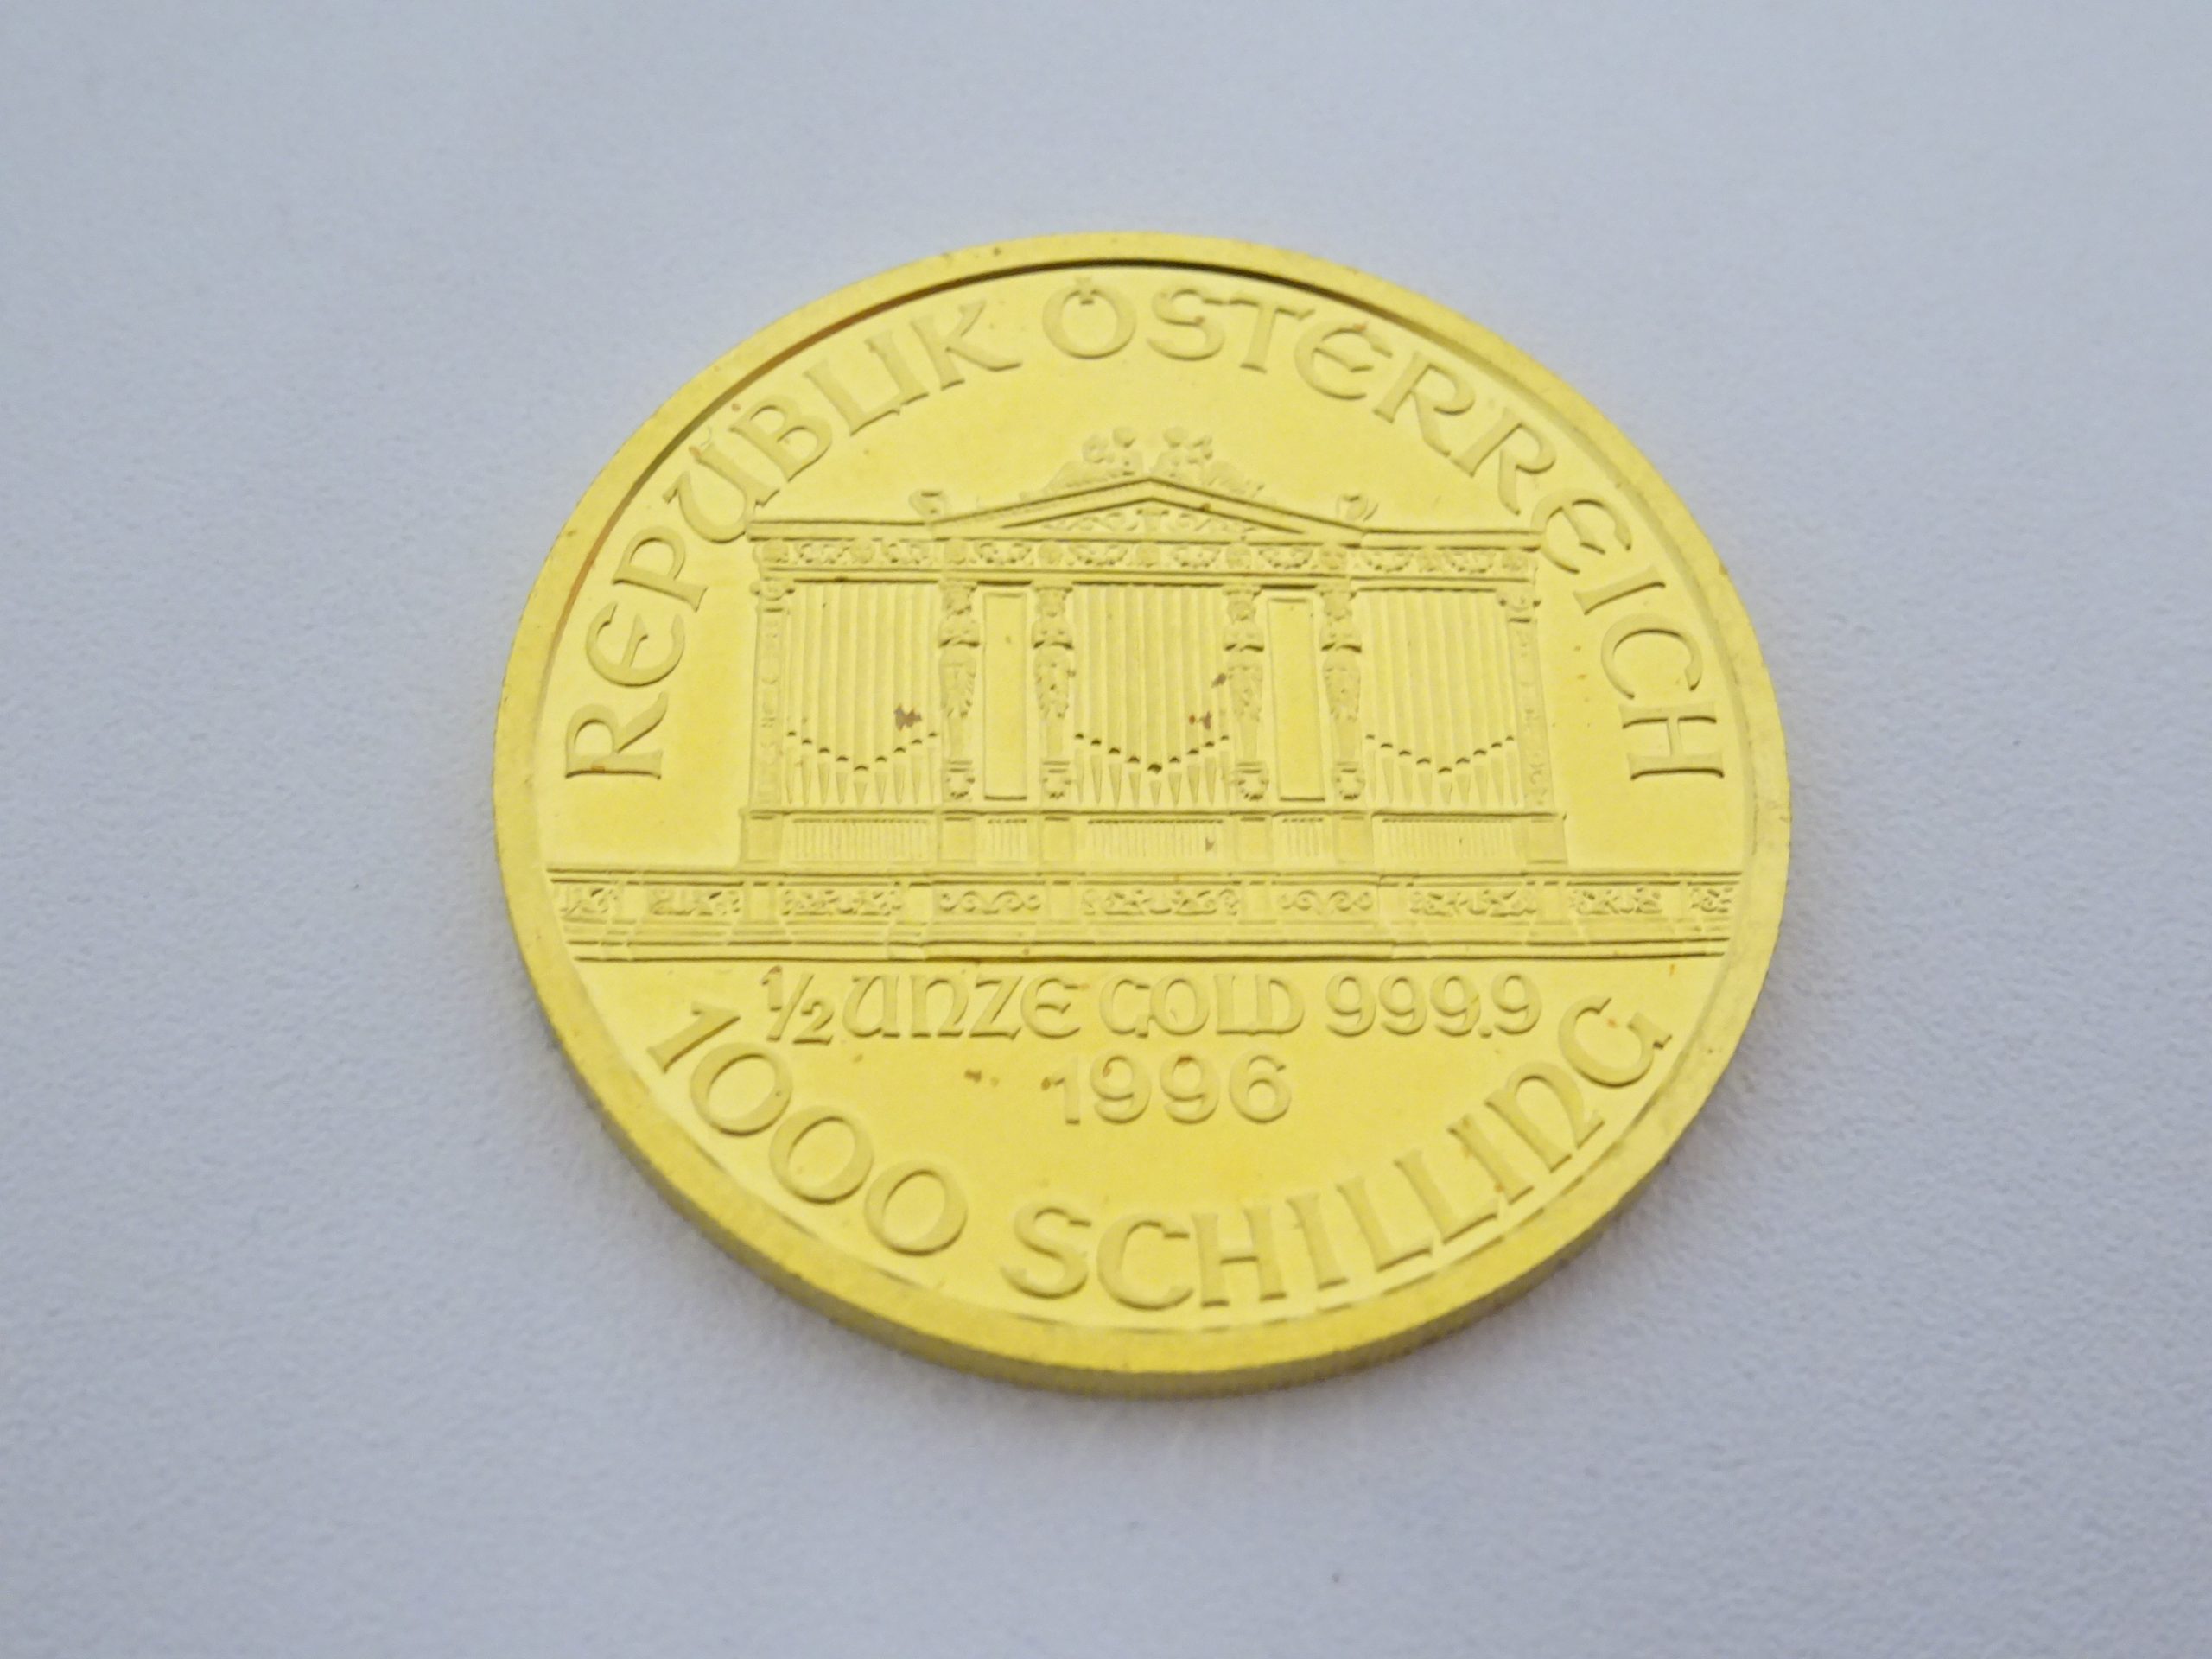 REPUBLIK ÖSTERREICH
1/2 UNZE GOLD 999.9
1996
1000 SCHILLING